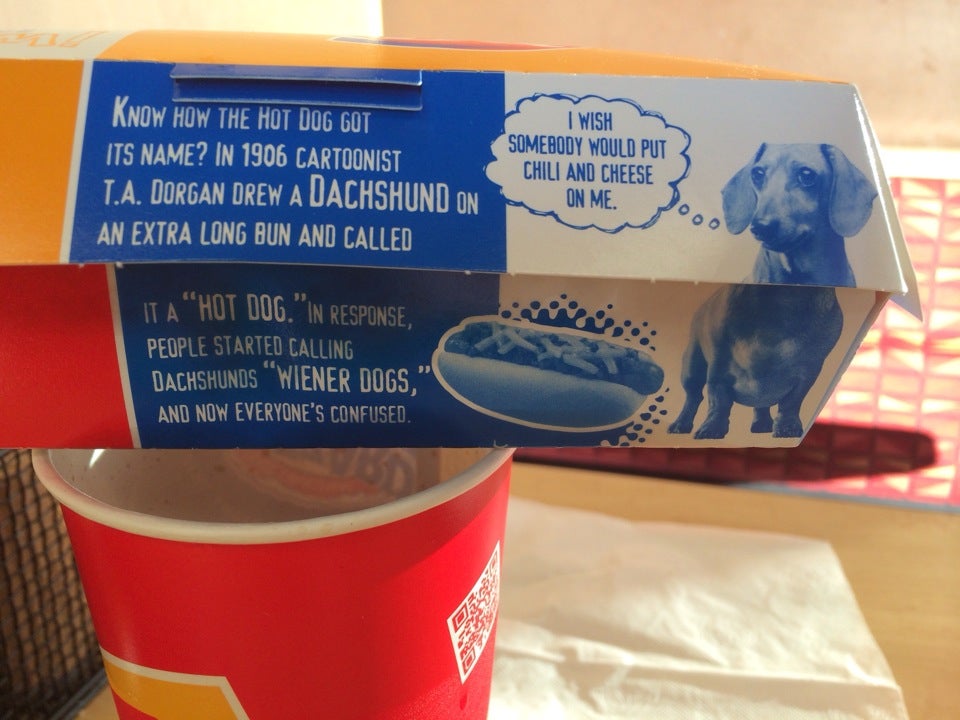 KNOW HOW THE HOT DOG GOT
ITS NAME? IN 1906 CARTOONIST
T.A. DORGAN DREW A DACHSHUND ON
AN EXTRA LONG BUN AND CALLED
IT A “HOT DOG.” IN RESPONSE,
PEOPLE STARTED CALLING
DACHSHUNDS “WIENER DOGS,”
AND NOW EVERYONE'S CONFUSED.
I WISH
SOMEBODY WOULD PUT
CHILI AND CHEESE
ON ME.